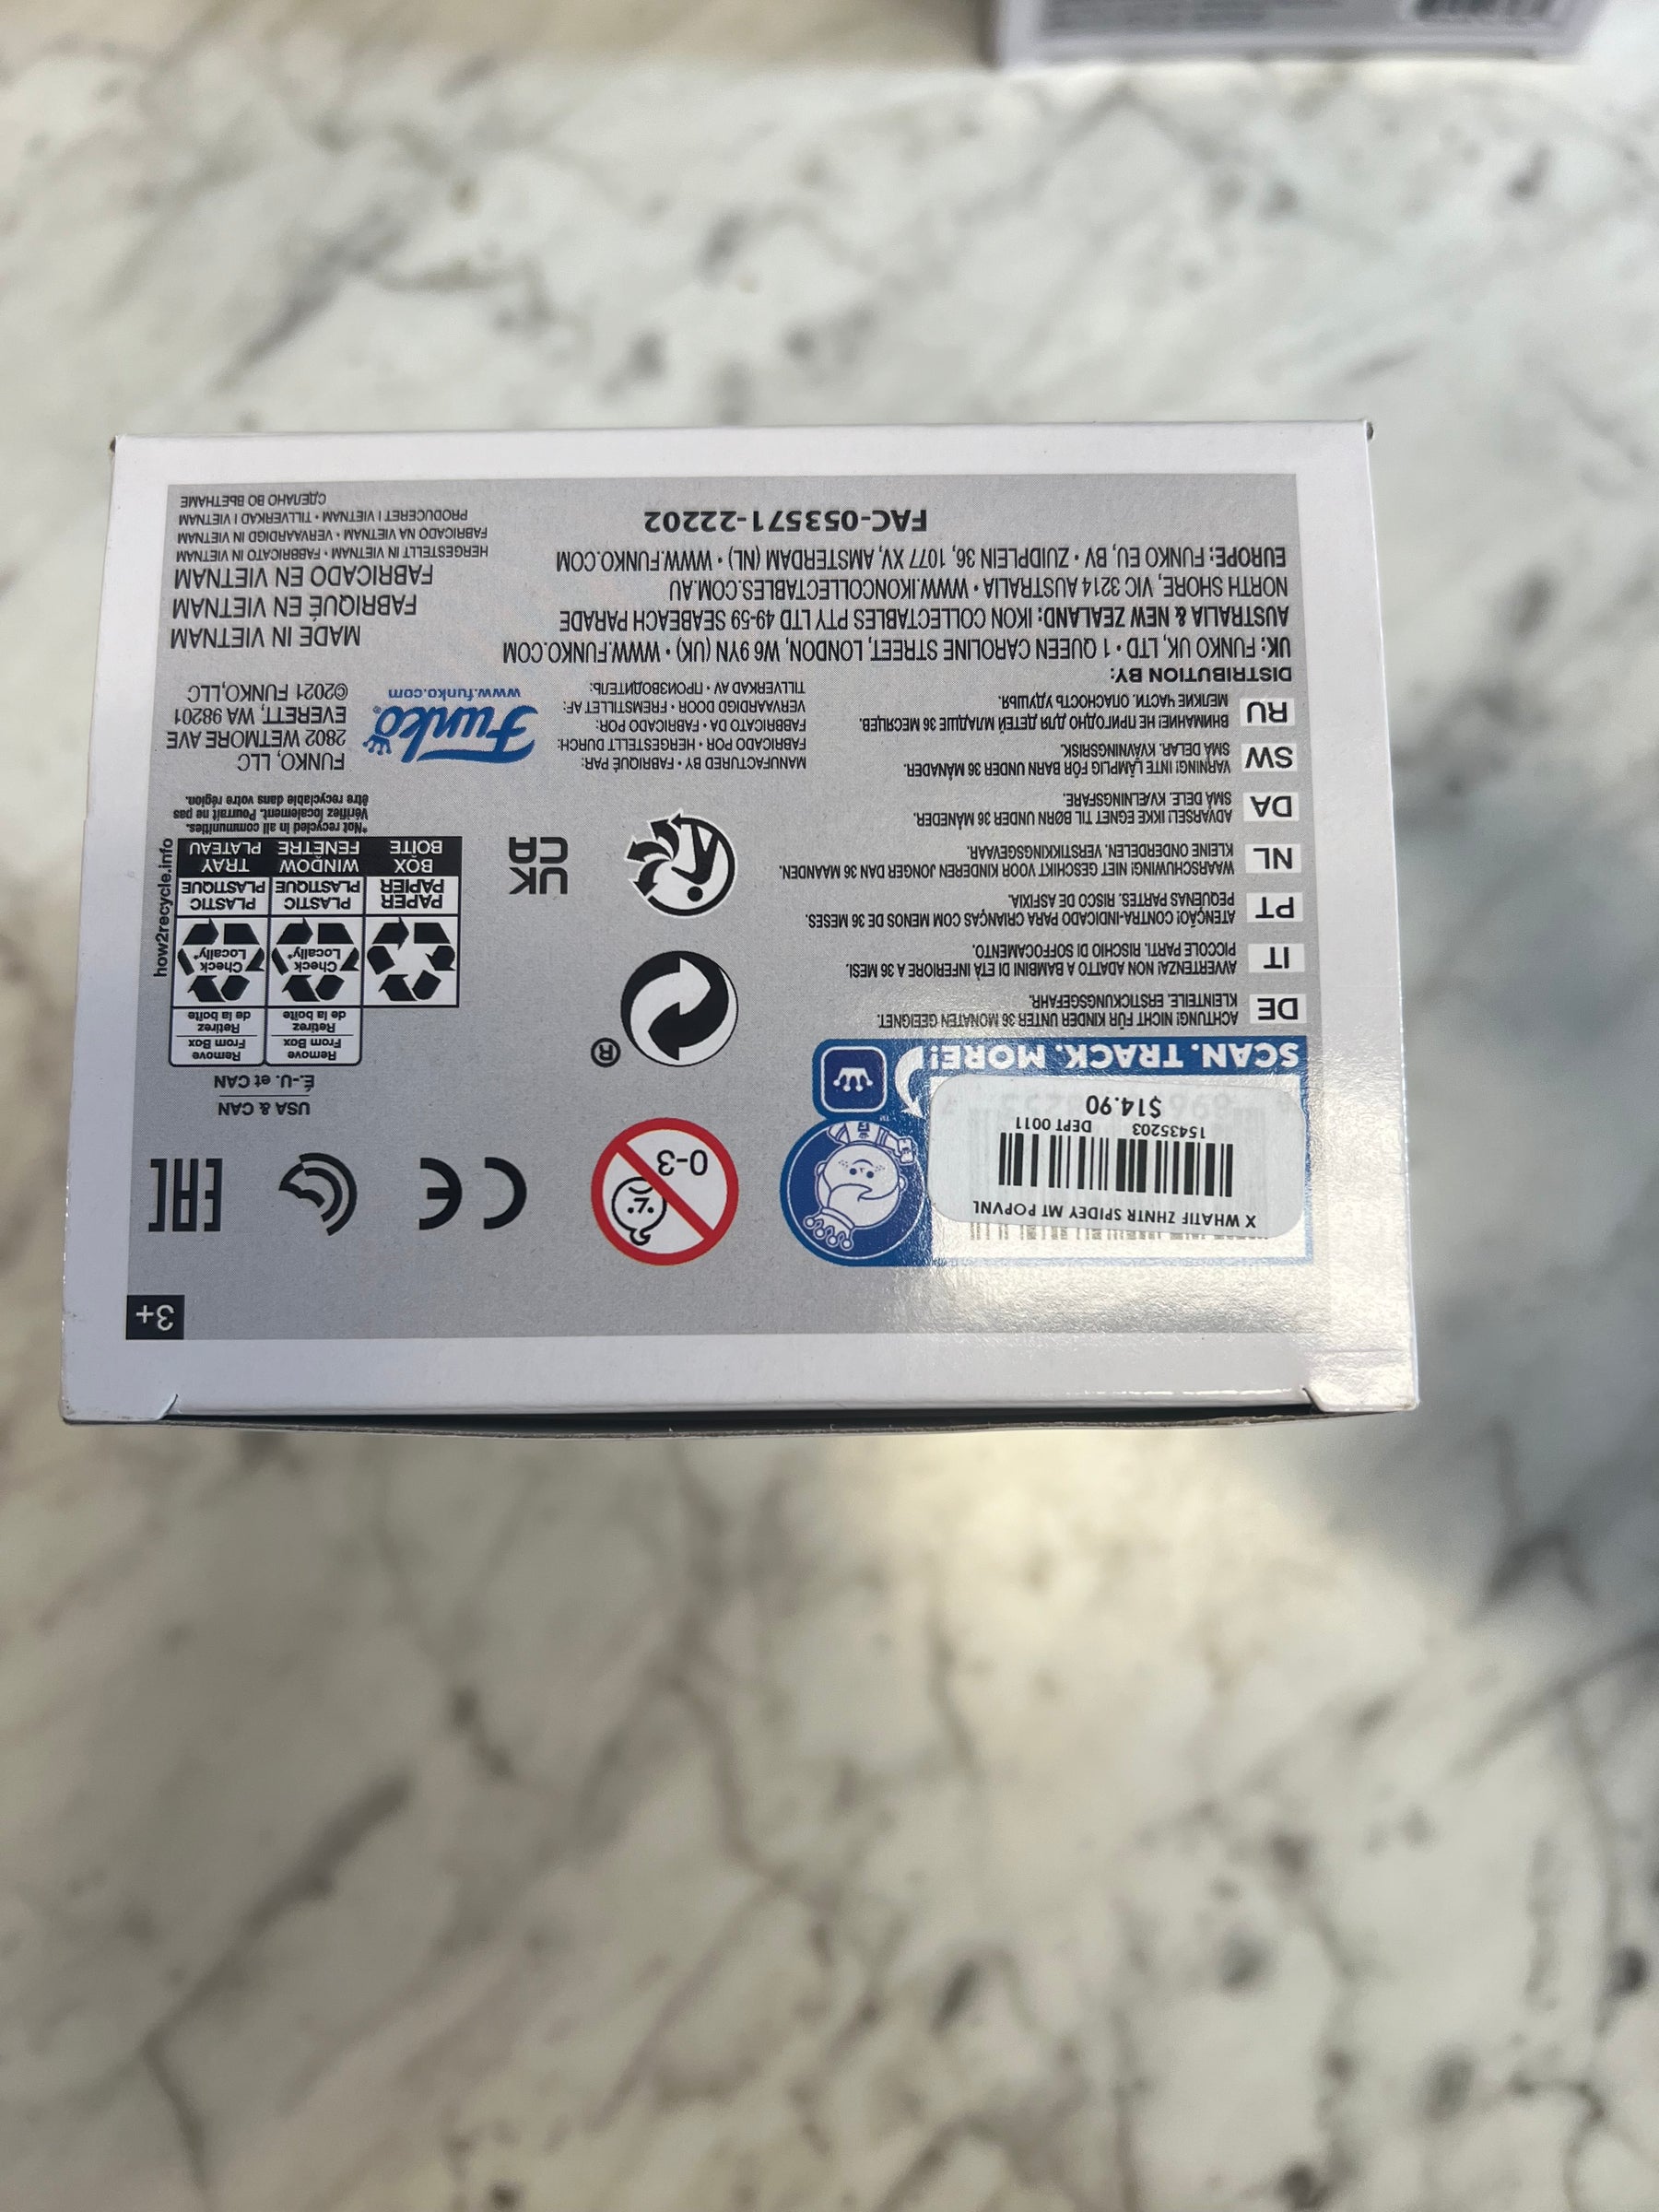 3+
X WHATIF ZHNTR SPIDEY MT POPVNL
15435203 DEPT 0011
$14.90
SCAN. TRACK. MORE!
0-3
CE
EAC
USA & CAN
É.-U. et CAN
DE
ACHTUNG! NICHT FÜR KINDER UNTER 36 MONATEN GEEIGNET.
KLEINTEILE. ERSTICKUNGSGEFAHR.
IT
AVVERTENZA! NON ADATTO A BAMBINI DI ETÀ INFERIORE A 36 MESI.
PICCOLE PARTI. RISCHIO DI SOFFOCAMENTO.
PT
ATENÇÃO! CONTRA-INDICADO PARA CRIANÇAS COM MENOS DE 36 MESES.
PEQUENAS PARTES. RISCO DE ASFIXIA.
NL
WAARSCHUWING! NIET GESCHIKT VOOR KINDEREN JONGER DAN 36 MAANDEN.
KLEINE ONDERDELEN. VERSTIKKINGSGEVAAR.
DA
ADVARSEL! IKKE EGNET TIL BØRN UNDER 36 MÅNEDER.
SMÅ DELE. KVÆLNINGSFARE.
SW
VARNING! INTE LÄMPLIG FÖR BARN UNDER 36 MÅNADER.
SMÅ DELAR. KVÄVNINGSRISK.
RU
ВНИМАНИЕ! НЕ ПРИГОДНО ДЛЯ ДЕТЕЙ МЛАДШЕ 36 МЕСЯЦЕВ.
МЕЛКИЕ ЧАСТИ. ОПАСНОСТЬ УДУШЬЯ.
®
UK
CA
Remove
From Box
Retirez
de la boîte
Remove
From Box
Retirez
de la boîte
Check
Locally*
Check
Locally*
PAPER
PAPIER
PLASTIC
PLASTIQUE
PLASTIC
PLASTIQUE
BOX
BOÎTE
WINDOW
FENÊTRE
TRAY
PLATEAU
how2recycle.info
*Not recycled in all communities.
Vérifiez localement. Pourrait ne pas
être recyclable dans votre région.
MANUFACTURED BY • FABRIQUÉ PAR:
FABRICADO POR • HERGESTELLT DURCH:
FABBRICATO DA • FABRICADO POR:
VERVAARDIGD DOOR • FREMSTILLET AF:
TILLVERKAD AV • ПРОИЗВОДИТЕЛЬ:
Funko®
www.funko.com
FUNKO, LLC
2802 WETMORE AVE
EVERETT, WA 98201
©2021 FUNKO,LLC
DISTRIBUTION BY:
UK: FUNKO UK, LTD • 1 QUEEN CAROLINE STREET, LONDON, W6 9YN (UK) • WWW.FUNKO.COM
AUSTRALIA & NEW ZEALAND: IKON COLLECTABLES PTY LTD 49-59 SEABEACH PARADE
NORTH SHORE, VIC 3214 AUSTRALIA • WWW.IKONCOLLECTABLES.COM.AU
EUROPE: FUNKO EU, BV • ZUIDPLEIN 36, 1077 XV, AMSTERDAM (NL) • WWW.FUNKO.COM
FAC-053571-22202
MADE IN VIETNAM
FABRIQUÉ EN VIETNAM
FABRICADO EN VIETNAM
HERGESTELLT IN VIETNAM • FABBRICATO IN VIETNAM
FABRICADO NA VIETNAM • VERVAARDIGD IN VIETNAM
PRODUCERET I VIETNAM • TILLVERKAD I VIETNAM
СДЕЛАНО ВО ВЬЕТНАМЕ